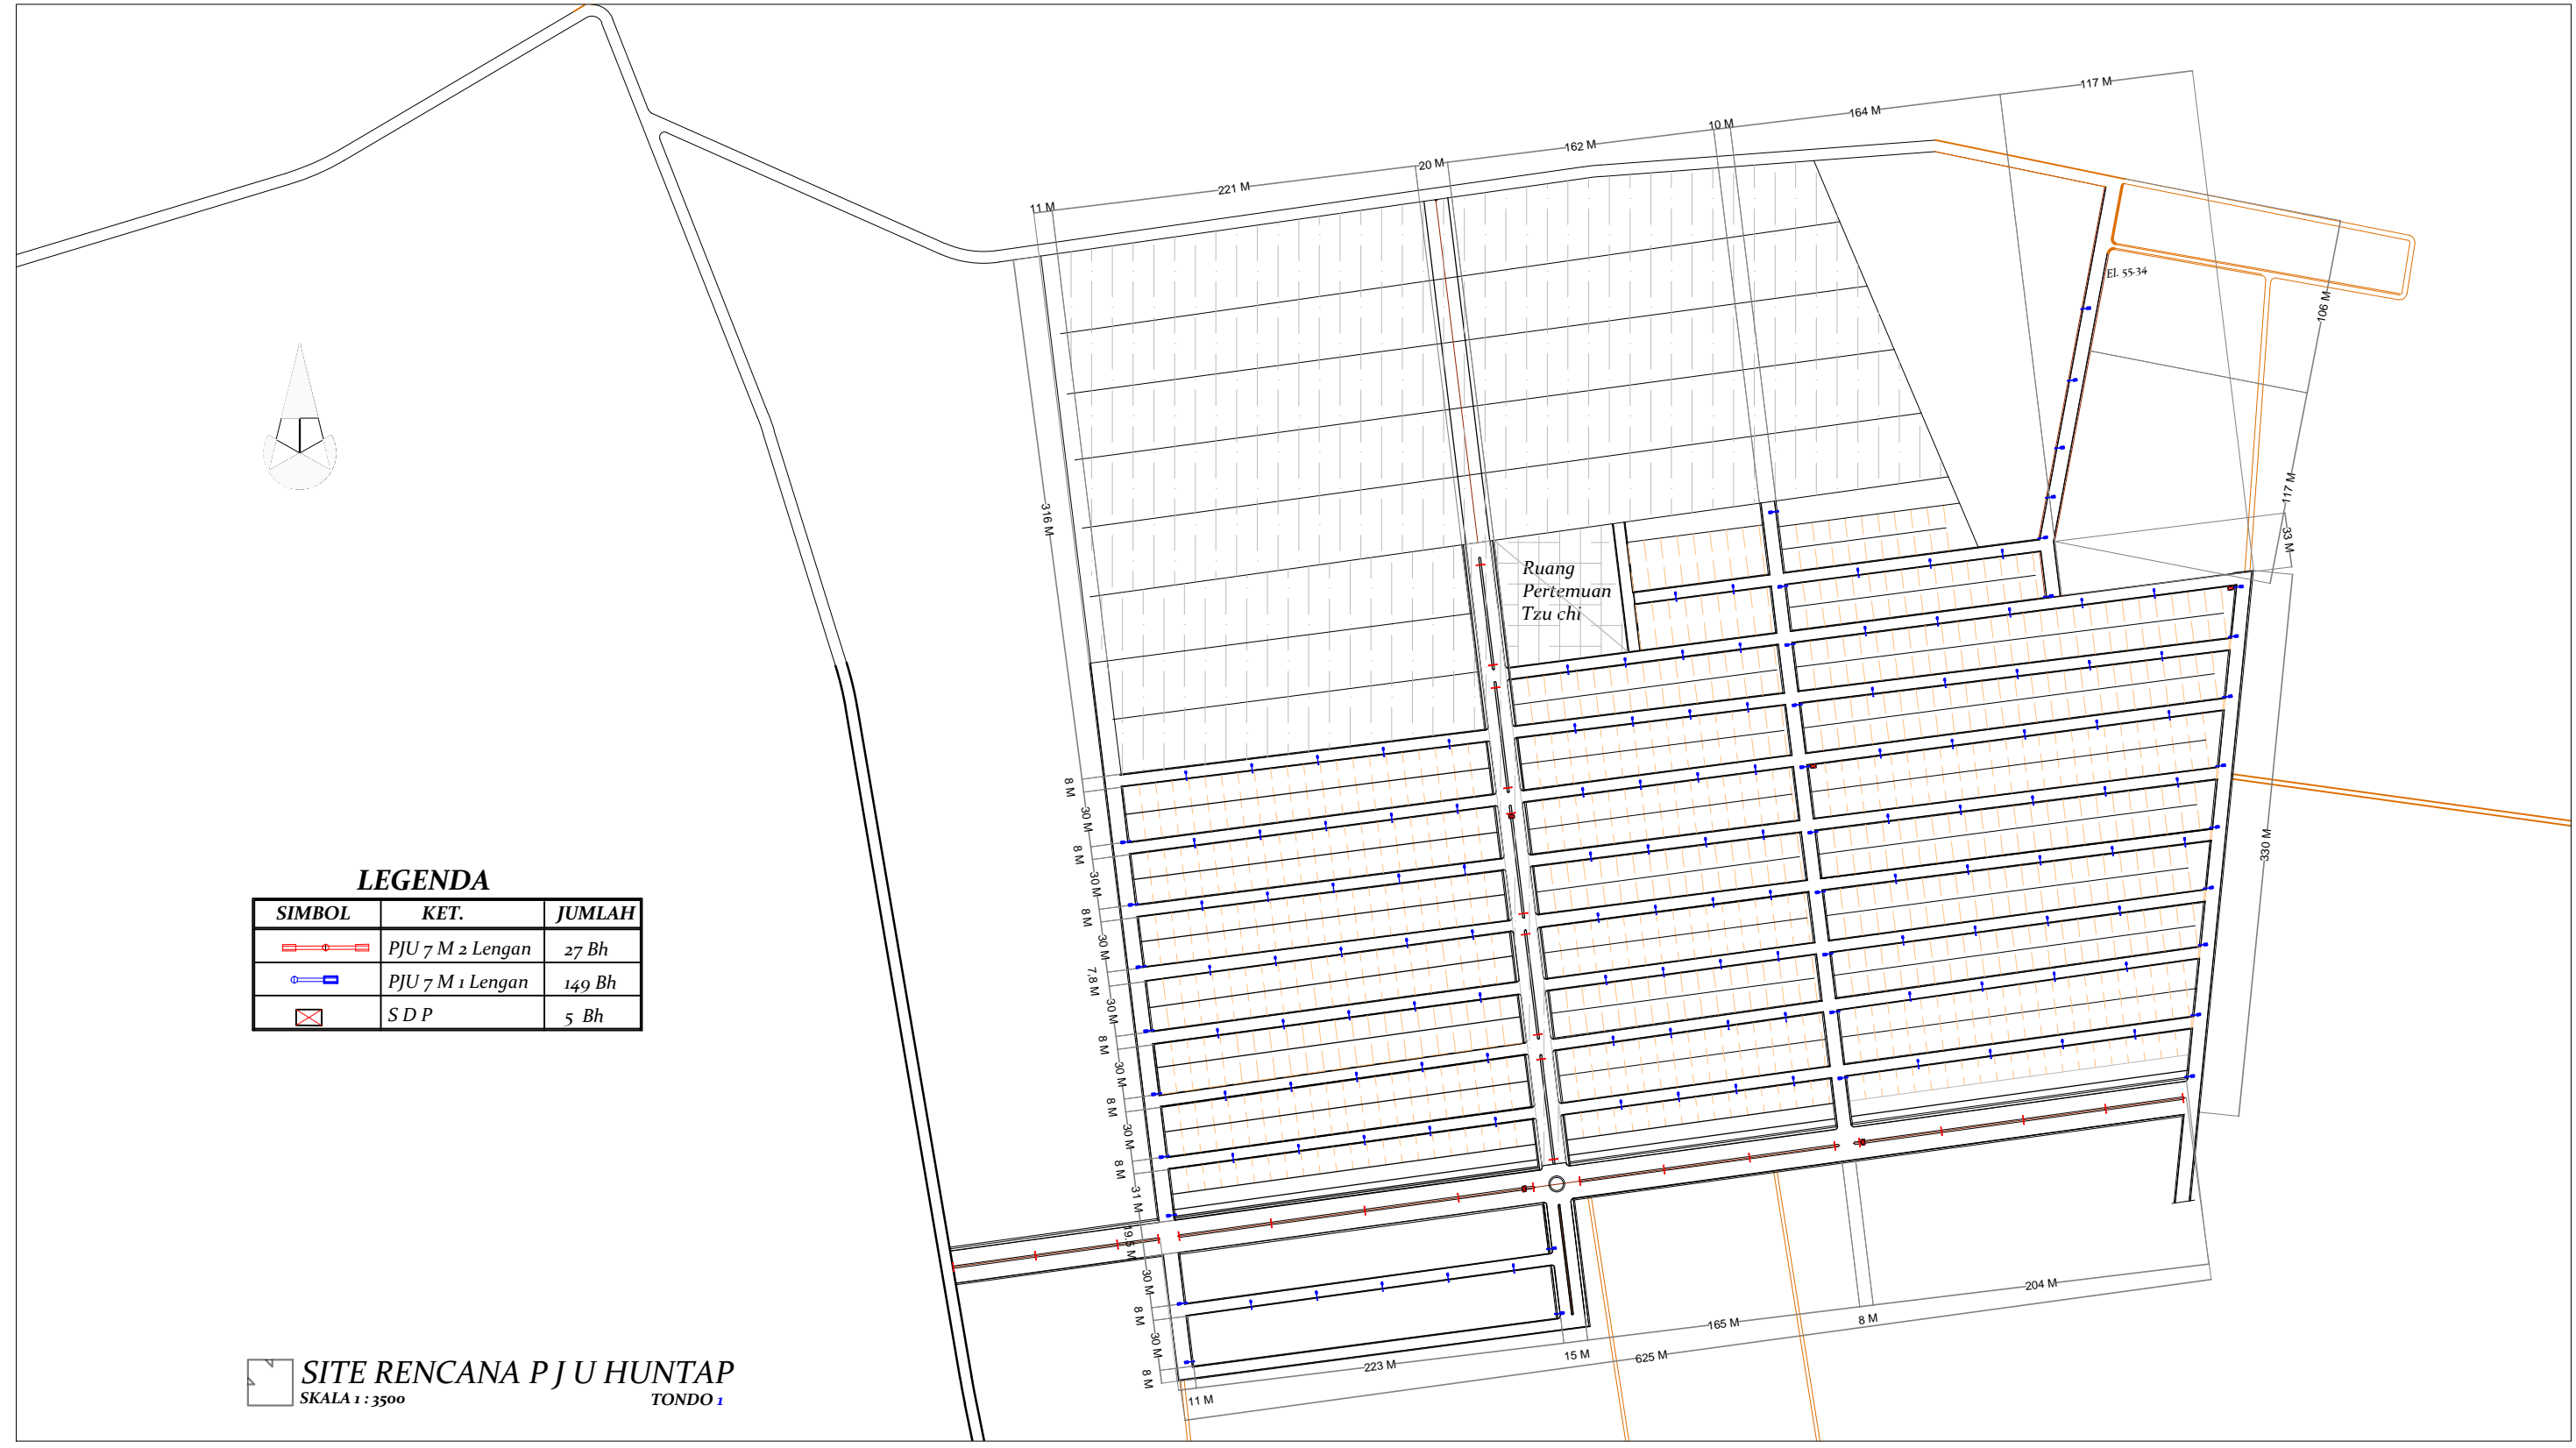 117 M
164 M
10 M
162 M
20 M
221 M
11 M
El. 55.34
106 M
117 M
33 M
316 M
Ruang
Pertemuan
Tzu chi
8 M
30 M
8 M
30 M
8 M
30 M
7,8 M
30 M
8 M
30 M
8 M
30 M
8 M
31 M
19,5 M
30 M
8 M
30 M
8 M
330 M
LEGENDA
SIMBOL KET. JUMLAH
PJU 7 M 2 Lengan 27 Bh
PJU 7 M 1 Lengan 149 Bh
S D P 5 Bh
204 M
165 M
8 M
15 M
625 M
223 M
11 M
SITE RENCANA P J U HUNTAP
SKALA 1 : 3500 TONDO 1